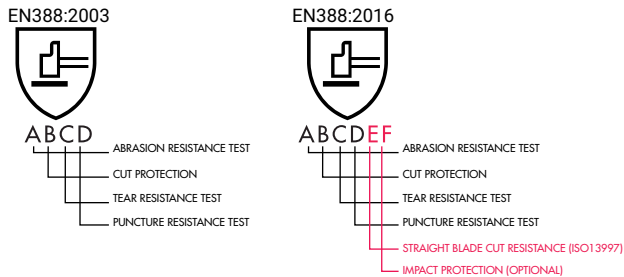 EN388:2003
ABCD
ABRASION RESISTANCE TEST
CUT PROTECTION
TEAR RESISTANCE TEST
PUNCTURE RESISTANCE TEST
EN388:2016
ABCDEF
ABRASION RESISTANCE TEST
CUT PROTECTION
TEAR RESISTANCE TEST
PUNCTURE RESISTANCE TEST
STRAIGHT BLADE CUT RESISTANCE (ISO13997)
IMPACT PROTECTION (OPTIONAL)